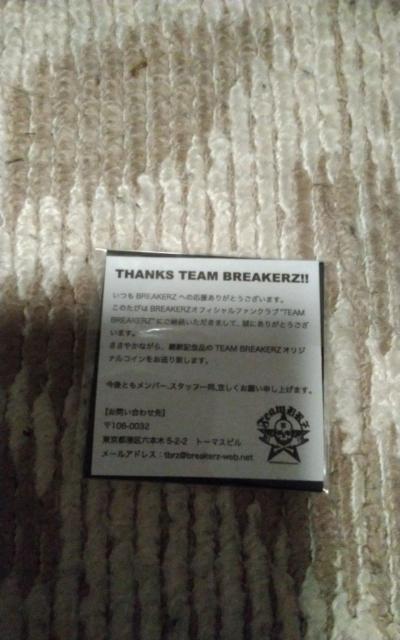 THANKS TEAM BREAKERZ!!
いつも BREAKERZ への応援ありがとうございます。
このたびは BREAKERZオフィシャルファンクラブ"TEAM
BREAKERZ"にご継続いただきまして、誠にありがとうござ
います。
ささやかながら、継続記念品の TEAM BREAKERZ オリジ
ナルコインをお送り致します。
今後ともメンバー、スタッフ一同、宜しくお願い申し上げます。
【お問い合わせ先】
〒106-0032
東京都港区六本木5-2-2　トーマスビル
メールアドレス：tbrz@breakerz-web.net
Team